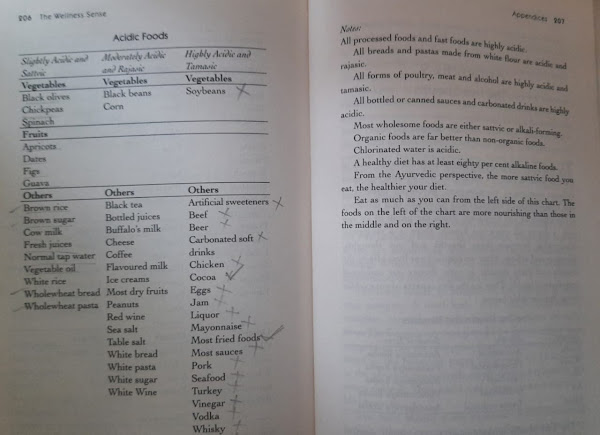 206 The Wellness Sense
Acidic Foods
Slightly Acidic and Sattvic Moderately Acidic and Rajasic Highly Acidic and Tamasic
Vegetables Vegetables Vegetables
Black olives Black beans Soybeans
Chickpeas Corn
Spinach
Fruits
Apricots
Dates
Figs
Guava
Others Others Others
Brown rice Black tea Artificial sweeteners
Brown sugar Bottled juices Beef
Cow milk Buffalo's milk Beer
Fresh juices Cheese Carbonated soft
Normal tap water Coffee drinks
Vegetable oil Flavoured milk Chicken
White rice Ice creams Cocoa
Wholewheat bread Most dry fruits Eggs
Wholewheat pasta Peanuts Jam
Red wine Liquor
Sea salt Mayonnaise
Table salt Most fried foods
White bread Most sauces
White pasta Pork
White sugar Seafood
White Wine Turkey
Vinegar
Vodka
Whisky
Appendices 207
Notes:
All processed foods and fast foods are highly acidic.
All breads and pastas made from white flour are acidic and
rajasic.
All forms of poultry, meat and alcohol are highly acidic and
tamasic.
All bottled or canned sauces and carbonated drinks are highly
acidic.
Most wholesome foods are either sattvic or alkali-forming.
Organic foods are far better than non-organic foods.
Chlorinated water is acidic.
A healthy diet has at least eighty per cent alkaline foods.
From the Ayurvedic perspective, the more sattvic food you
eat, the healthier your diet.
Eat as much as you can from the left side of this chart. The
foods on the left of the chart are more nourishing than those in
the middle and on the right.